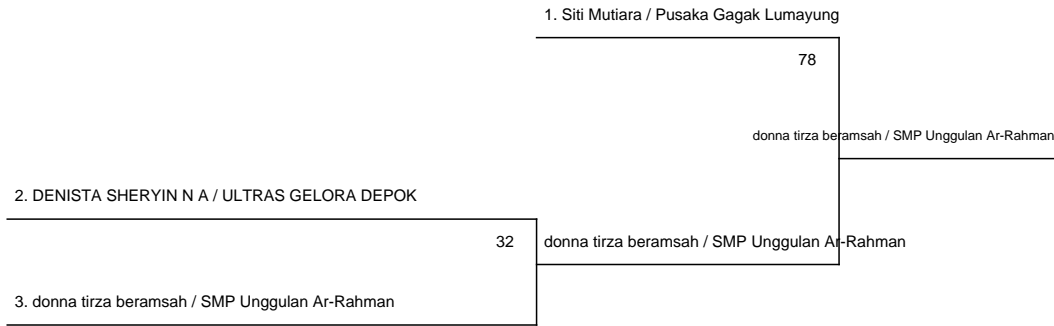 1. Siti Mutiara / Pusaka Gagak Lumayung
78
donna tirza beramsah / SMP Unggulan Ar-Rahman
2. DENISTA SHERYIN N A / ULTRAS GELORA DEPOK
32
donna tirza beramsah / SMP Unggulan Ar-Rahman
3. donna tirza beramsah / SMP Unggulan Ar-Rahman